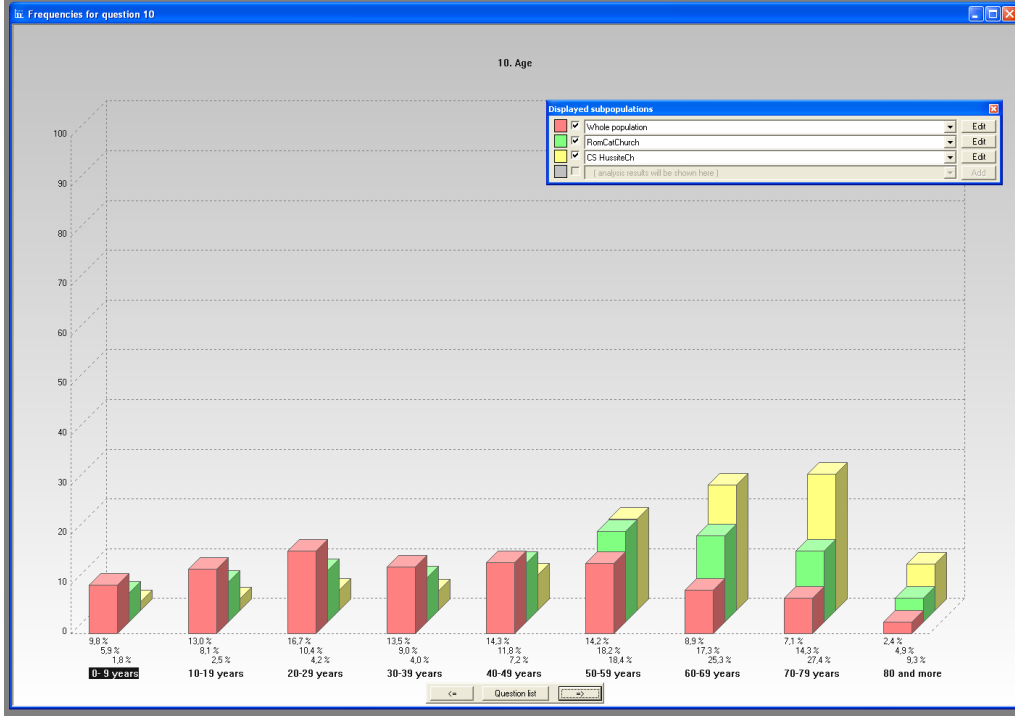 Frequencies for question 10
10. Age
Displayed subpopulations
Whole population Edit
RomCatChurch Edit
CS HussiteCh Edit
( analysis results will be shown here ) Add
100
90
80
70
60
50
40
30
20
10
0
9,8 % 13,0 % 16,7 % 13,5 % 14,3 % 14,2 % 8,9 % 7,1 % 2,4 %
5,9 % 8,1 % 10,4 % 9,0 % 11,8 % 18,2 % 17,3 % 14,3 % 4,9 %
1,8 % 2,5 % 4,2 % 4,0 % 7,2 % 18,4 % 25,3 % 27,4 % 9,3 %
0- 9 years 10-19 years 20-29 years 30-39 years 40-49 years 50-59 years 60-69 years 70-79 years 80 and more
<= Question list =>